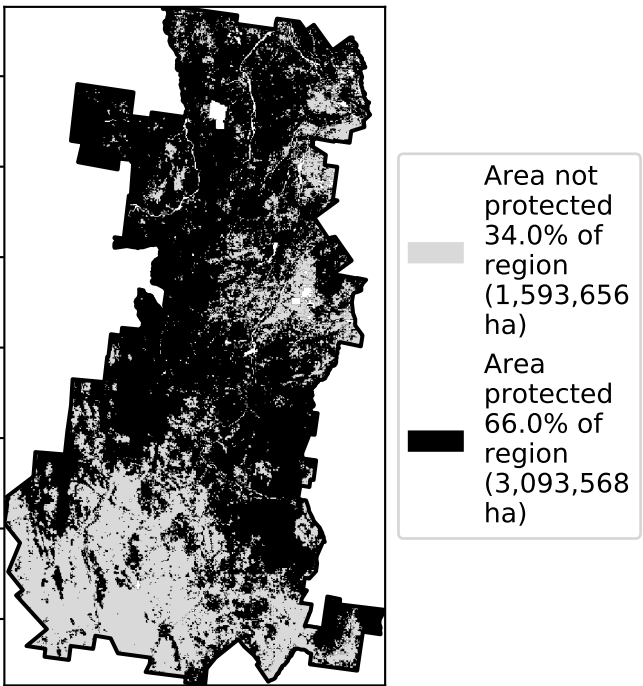 Area not
protected
34.0% of
region
(1,593,656
ha)
Area
protected
66.0% of
region
(3,093,568
ha)